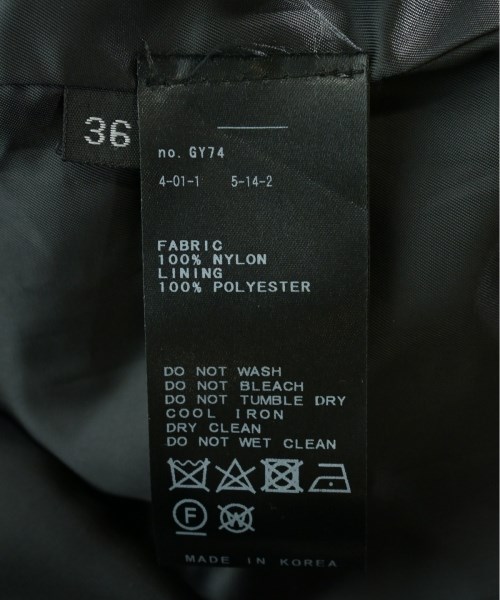 36
no. GY74
4-01-1 5-14-2
FABRIC
100% NYLON
LINING
100% POLYESTER
DO NOT WASH
DO NOT BLEACH
DO NOT TUMBLE DRY
COOL IRON
DRY CLEAN
DO NOT WET CLEAN
F W
MADE IN KOREA